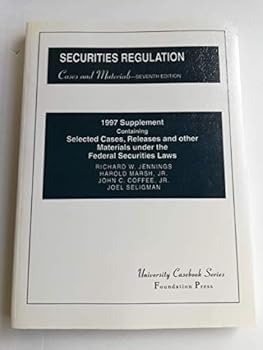 SECURITIES REGULATION
Cases and Materials—SEVENTH EDITION
1997 Supplement
Containing
Selected Cases, Releases and other
Materials under the
Federal Securities Laws
RICHARD W. JENNINGS
HAROLD MARSH, JR.
JOHN C. COFFEE, JR.
JOEL SELIGMAN
University Casebook Series
Foundation Press